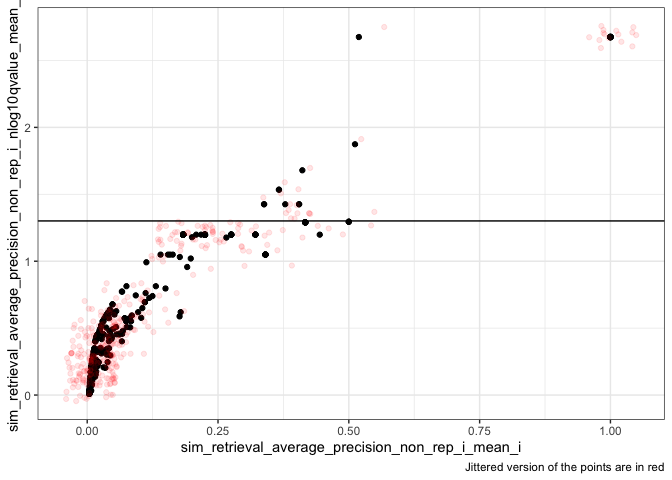 sim_retrieval_average_precision_non_rep_i_nlog10qvalue_mean_
2
1
0
0.00
0.25
0.50
0.75
1.00
sim_retrieval_average_precision_non_rep_i_mean_i
Jittered version of the points are in red